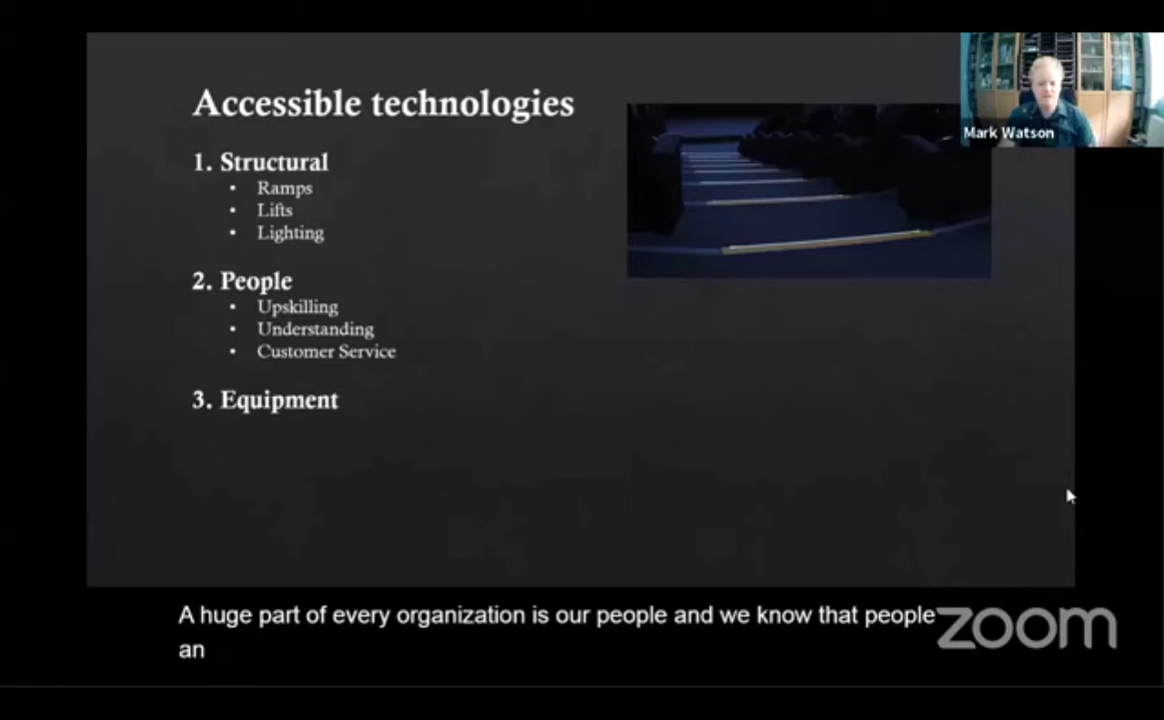 Accessible technologies
1. Structural
• Ramps
• Lifts
• Lighting
2. People
• Upskilling
• Understanding
• Customer Service
3. Equipment
Mark Watson
A huge part of every organization is our people and we know that people
an
zoom